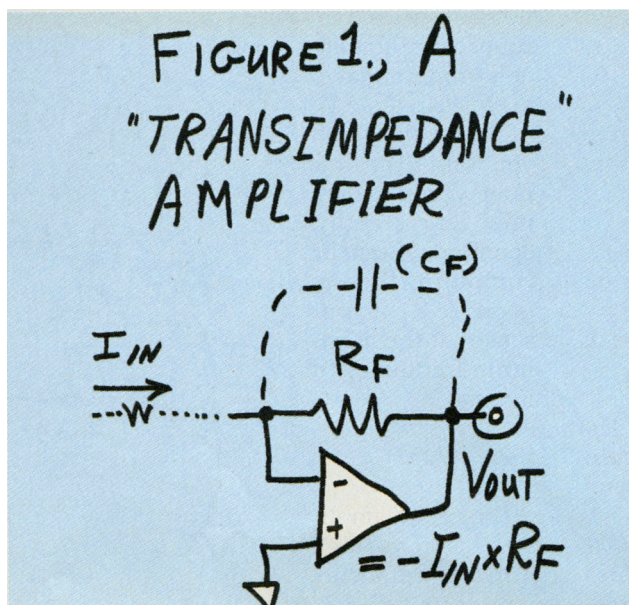 FIGURE 1., A
"TRANSIMPEDANCE"
AMPLIFIER
(CF)
IIN
RF
-
+
VOUT
= -IIN×RF